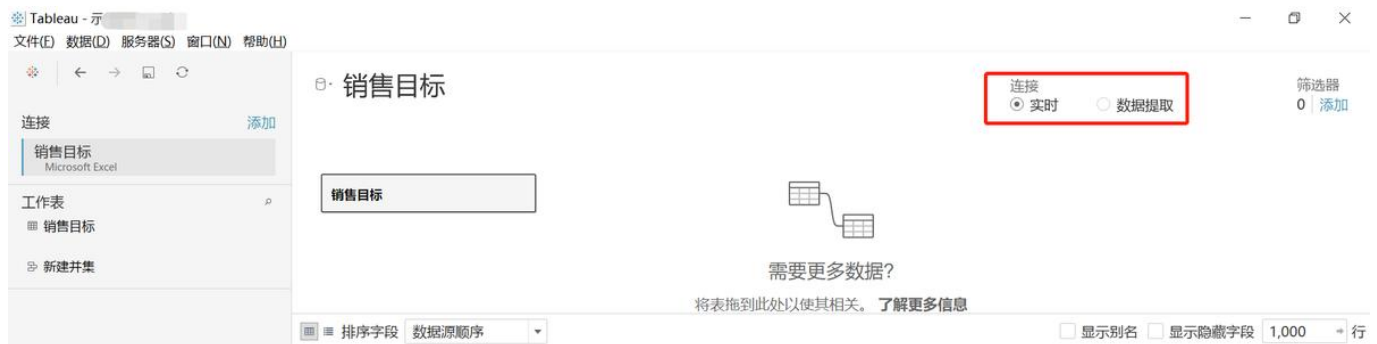 Tableau - 示
文件(F) 数据(D) 服务器(S) 窗口(N) 帮助(H)
销售目标
连接
实时 数据提取
筛选器
0 添加
连接 添加
销售目标
Microsoft Excel
工作表
销售目标
新建并集
销售目标
需要更多数据?
将表拖到此处以使其相关。 了解更多信息
排序字段 数据源顺序 显示别名 显示隐藏字段 1,000 行